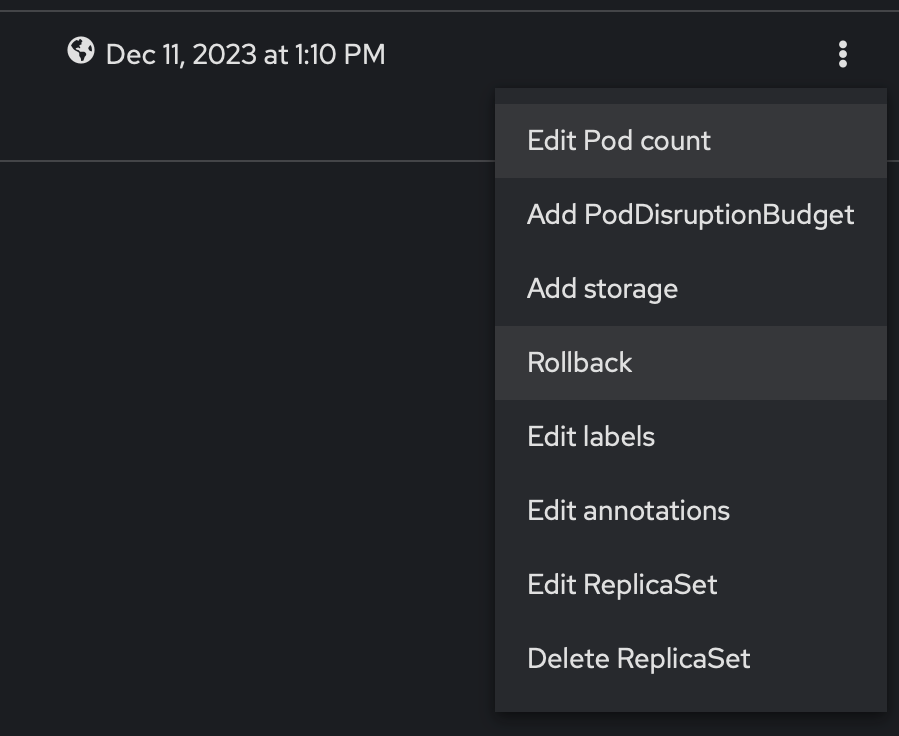 Dec 11, 2023 at 1:10 PM
Edit Pod count
Add PodDisruptionBudget
Add storage
Rollback
Edit labels
Edit annotations
Edit ReplicaSet
Delete ReplicaSet